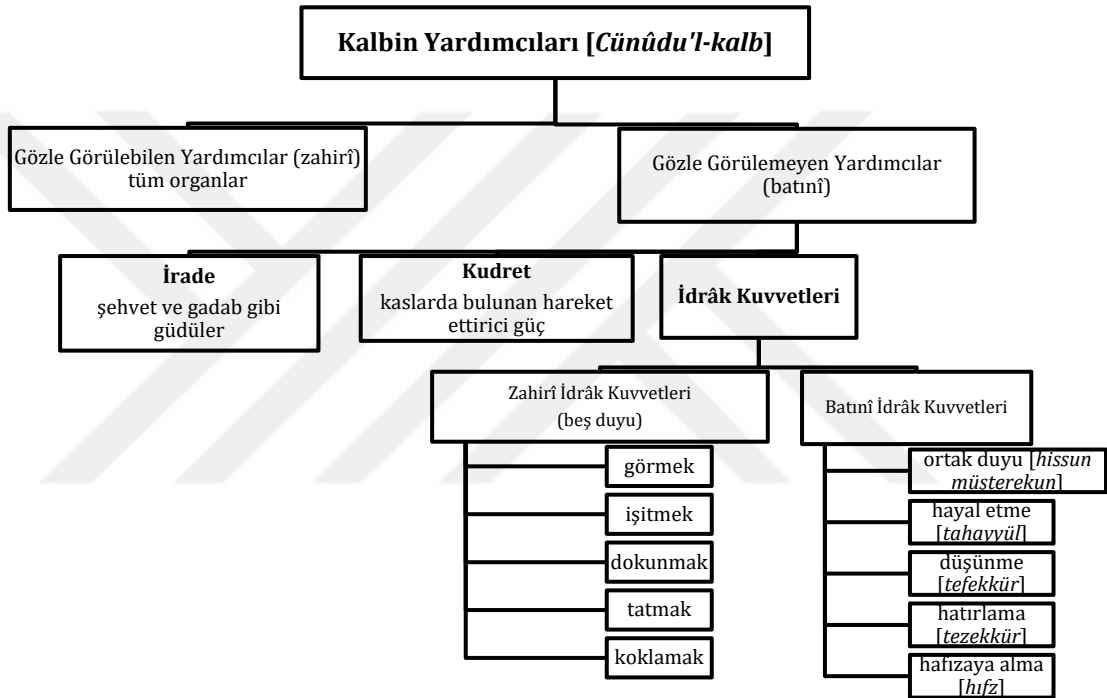 Kalbin Yardımcıları [Cünûdu'l-kalb]
Gözle Görülebilen Yardımcılar (zahirî)
tüm organlar
Gözle Görülemeyen Yardımcılar
(batınî)
İrade
şehvet ve gadab gibi
güdüler
Kudret
kaslarda bulunan hareket
ettirici güç
İdrâk Kuvvetleri
Zahirî İdrâk Kuvvetleri
(beş duyu)
görmek
işitmek
dokunmak
tatmak
koklamak
Batınî İdrâk Kuvvetleri
ortak duyu [hissun
müsterekun]
hayal etme
[tahayyül]
düşünme
[tefekkür]
hatırlama
[tezekkür]
hafızaya alma
[hıfz]